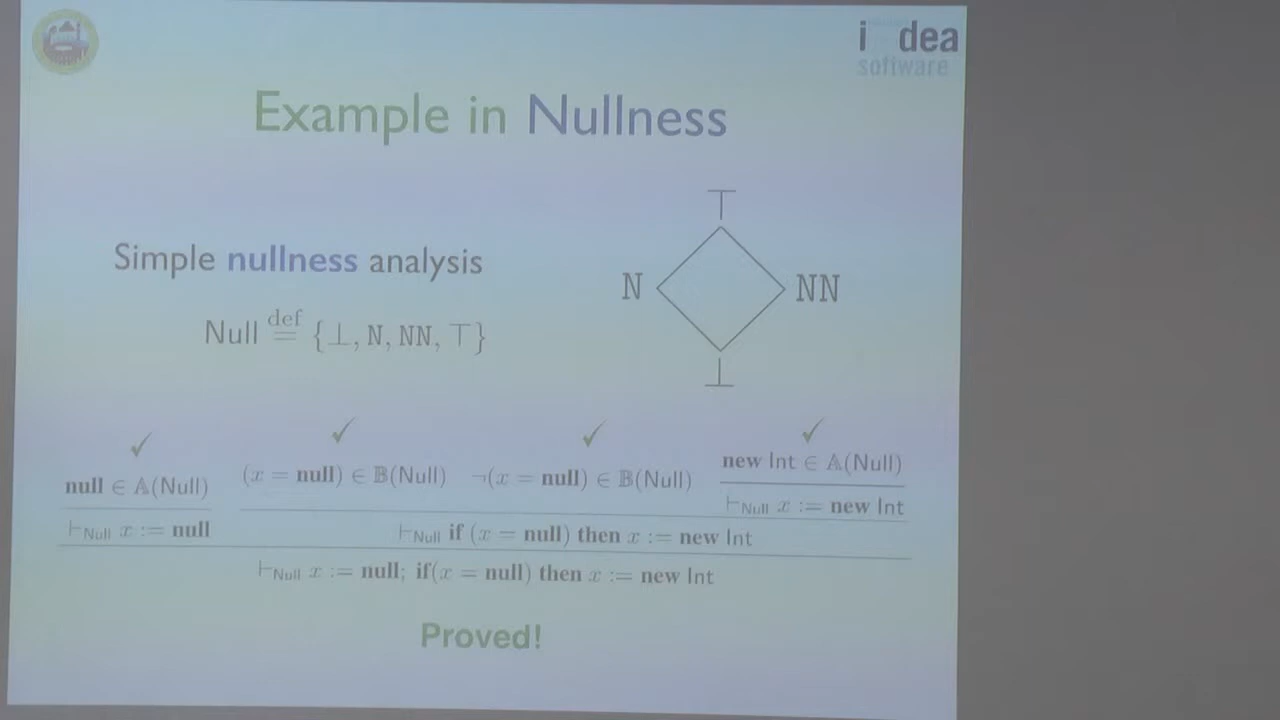 i dea
software
Example in Nullness
⊤
Simple nullness analysis
N
NN
Null def= {⊥, N, NN, ⊤}
⊥
✓ ✓ ✓ ✓
null ∈ 𝔸(Null) (x = null) ∈ 𝔹(Null) ¬(x = null) ∈ 𝔹(Null) new Int ∈ 𝔸(Null)
⊢Null x := null ⊢Null if (x = null) then x := new Int ⊢Null x := new Int
⊢Null x := null; if(x = null) then x := new Int
Proved!